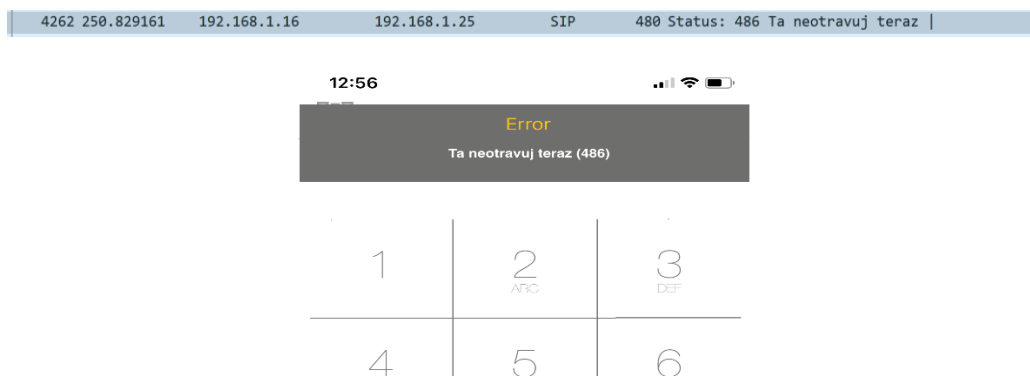 4262 250.829161 192.168.1.16 192.168.1.25 SIP 480 Status: 486 Ta neotravuj teraz |
12:56
Error
Ta neotravuj teraz (486)
1 2 3
ABC DEF
4 5 6